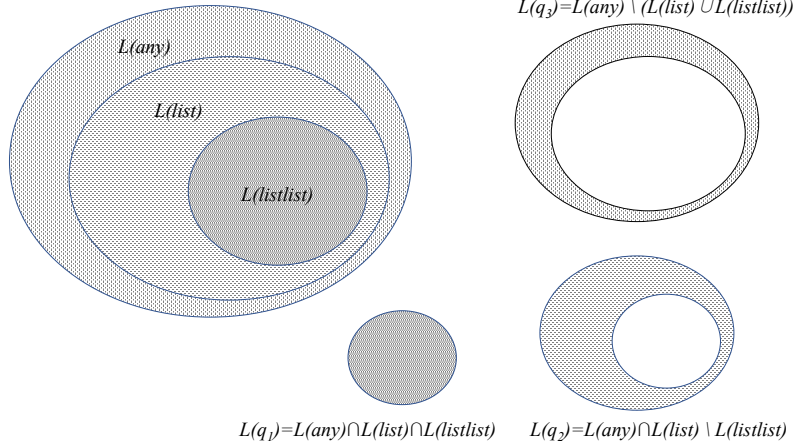 L(q₃)=L(any) \ (L(list) ∪L(listlist))
L(any)
L(list)
L(listlist)
L(q₁)=L(any)∩L(list)∩L(listlist)
L(q₂)=L(any)∩L(list) \ L(listlist)